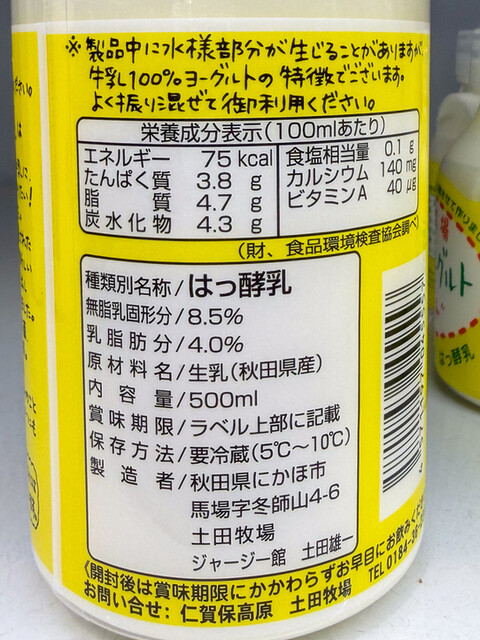 ※製品中に水様部分が生じることがありますが、
牛乳100%ヨーグルトの特徴でございます。
よく振り混ぜて御利用ください。
栄養成分表示(100mlあたり)
エネルギー 75 kcal
たんぱく質 3.8 g
脂質 4.7 g
炭水化物 4.3 g
食塩相当量 0.1 g
カルシウム 140 mg
ビタミンA 40 μg
(財、食品環境検査協会調べ)
種類別名称/はっ酵乳
無脂乳固形分/8.5%
乳脂肪分/4.0%
原材料名/生乳(秋田県産)
内容量/500ml
賞味期限/ラベル上部に記載
保存方法/要冷蔵(5℃〜10℃)
製造者/秋田県にかほ市
馬場字冬師山4-6
土田牧場
ジャージー館 土田雄一
〈開封後は賞味期限にかかわらずお早目にお飲みくだ
お問い合せ:仁賀保高原 土田牧場 TEL 0184-36-
はっ酵乳